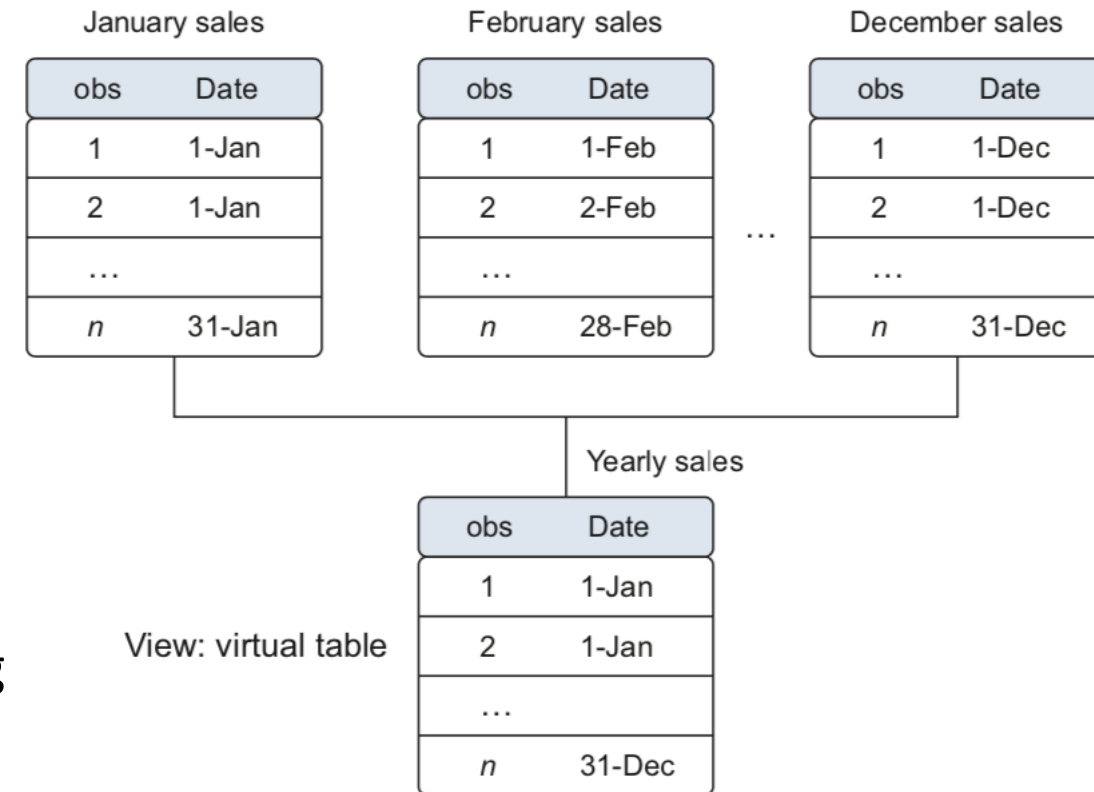 January sales
obs Date
1 1-Jan
2 1-Jan
...
n 31-Jan
February sales
obs Date
1 1-Feb
2 2-Feb
...
n 28-Feb
...
December sales
obs Date
1 1-Dec
2 1-Dec
...
n 31-Dec
Yearly sales
obs Date
1 1-Jan
2 1-Jan
...
n 31-Dec
View: virtual table
g